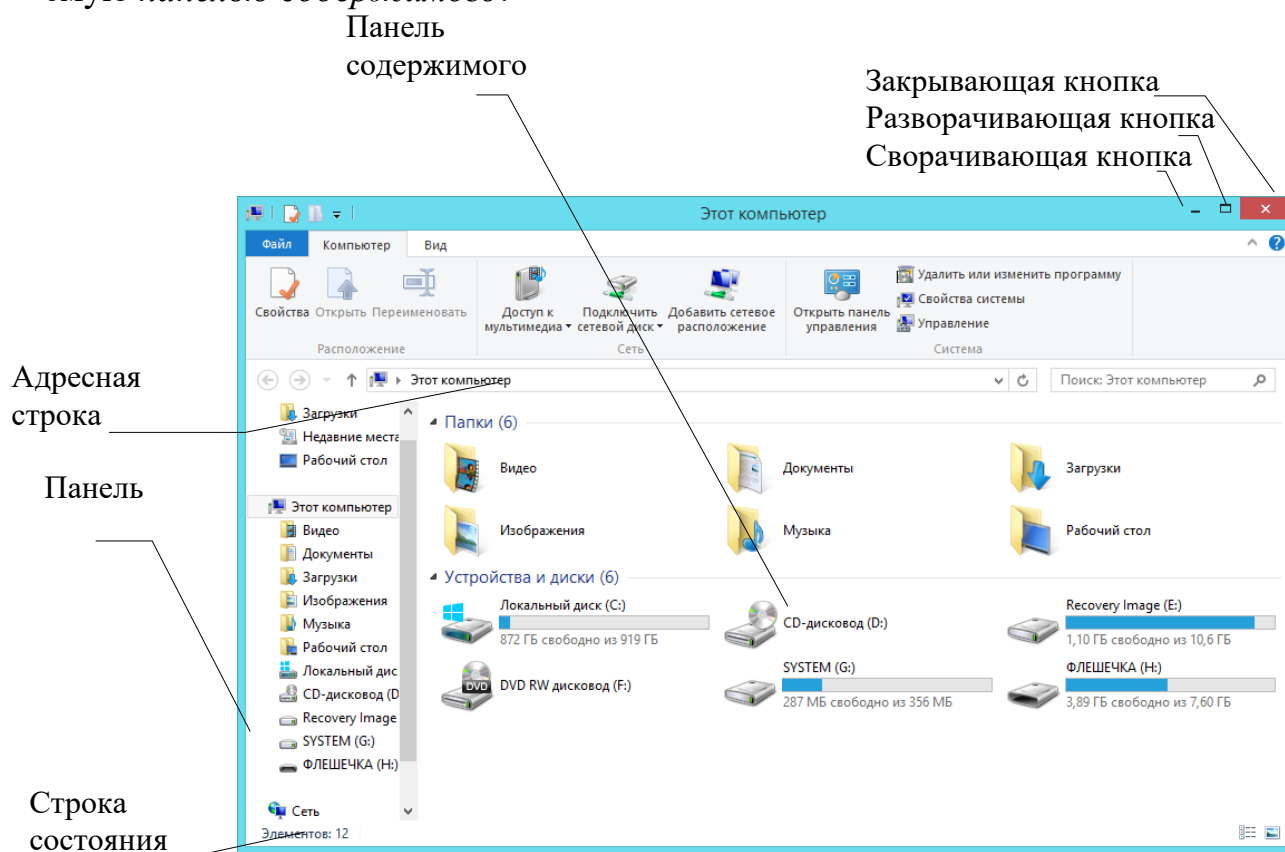 панелью содержимого
Панель
содержимого
Закрывающая кнопка
Разворачивающая кнопка
Сворачивающая кнопка
Этот компьютер
Файл Компьютер Вид
Свойства Открыть Переименовать
Доступ к мультимедиа
Подключить сетевой диск
Добавить сетевое расположение
Открыть панель управления
Удалить или изменить программу
Свойства системы
Управление
Расположение Сеть Система
Адресная
строка
Этот компьютер
Поиск: Этот компьютер
Панель
Загрузки
Недавние места
Рабочий стол
Этот компьютер
Видео
Документы
Загрузки
Изображения
Музыка
Рабочий стол
Локальный дис
CD-дисковод (D
Recovery Image
SYSTEM (G:)
ФЛЕШЕЧКА (H:)
Сеть
Папки (6)
Видео Документы Загрузки
Изображения Музыка Рабочий стол
Устройства и диски (6)
Локальный диск (C:)
872 ГБ свободно из 919 ГБ
CD-дисковод (D:)
Recovery Image (E:)
1,10 ГБ свободно из 10,6 ГБ
DVD
DVD RW дисковод (F:)
SYSTEM (G:)
287 МБ свободно из 356 МБ
ФЛЕШЕЧКА (H:)
3,89 ГБ свободно из 7,60 ГБ
Строка
состояния
Элементов: 12